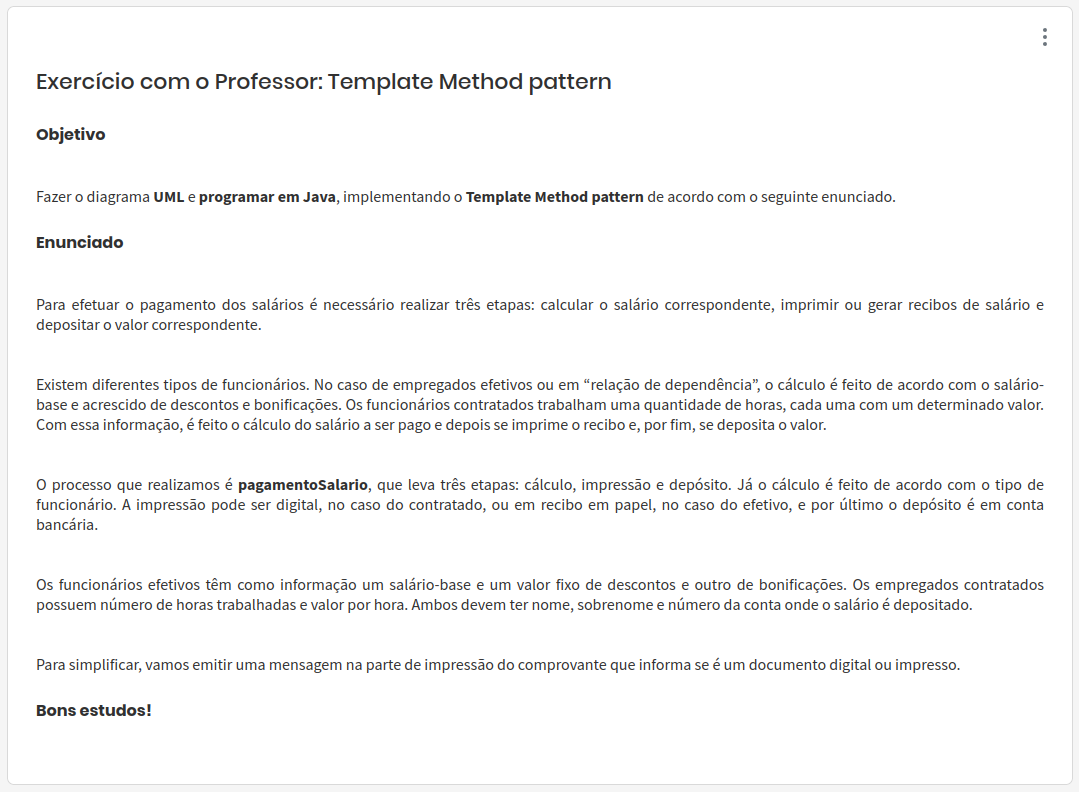 Exercício com o Professor: Template Method pattern
Objetivo
Fazer o diagrama UML e programar em Java, implementando o Template Method pattern de acordo com o seguinte enunciado.
Enunciado
Para efetuar o pagamento dos salários é necessário realizar três etapas: calcular o salário correspondente, imprimir ou gerar recibos de salário e
depositar o valor correspondente.
Existem diferentes tipos de funcionários. No caso de empregados efetivos ou em “relação de dependência”, o cálculo é feito de acordo com o salário-
base e acrescido de descontos e bonificações. Os funcionários contratados trabalham uma quantidade de horas, cada uma com um determinado valor.
Com essa informação, é feito o cálculo do salário a ser pago e depois se imprime o recibo e, por fim, se deposita o valor.
O processo que realizamos é pagamentoSalario, que leva três etapas: cálculo, impressão e depósito. Já o cálculo é feito de acordo com o tipo de
funcionário. A impressão pode ser digital, no caso do contratado, ou em recibo em papel, no caso do efetivo, e por último o depósito é em conta
bancária.
Os funcionários efetivos têm como informação um salário-base e um valor fixo de descontos e outro de bonificações. Os empregados contratados
possuem número de horas trabalhadas e valor por hora. Ambos devem ter nome, sobrenome e número da conta onde o salário é depositado.
Para simplificar, vamos emitir uma mensagem na parte de impressão do comprovante que informa se é um documento digital ou impresso.
Bons estudos!